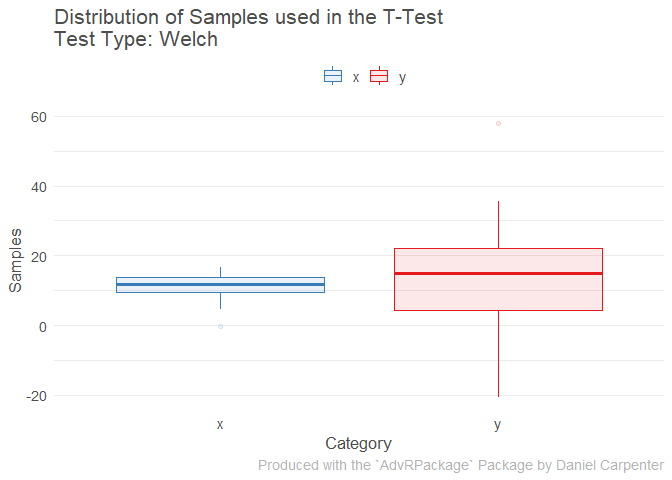 Distribution of Samples used in the T-Test
Test Type: Welch
x y
60
40
20
0
-20
Samples
x y
Category
Produced with the `AdvRPackage` Package by Daniel Carpenter